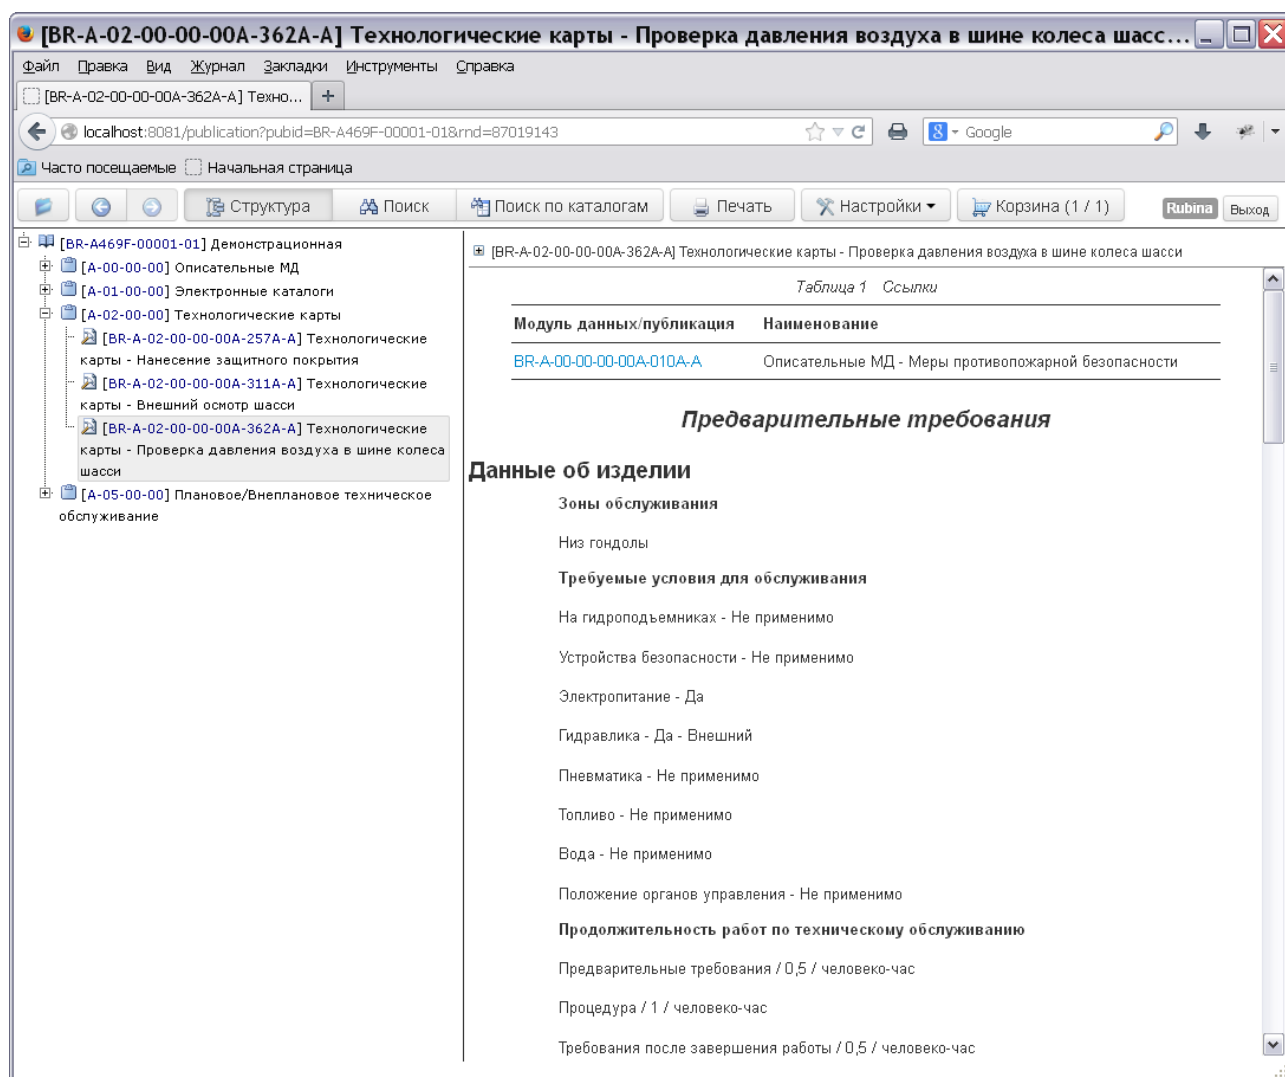 [BR-A-02-00-00-00A-362A-A] Технологические карты - Проверка давления воздуха в шине колеса шасс...
Файл Правка Вид Журнал Закладки Инструменты Справка
[BR-A-02-00-00-00A-362A-A] Техно... +
localhost:8081/publication?pubid=BR-A469F-00001-01&rnd=87019143
8 Google
Часто посещаемые Начальная страница
Структура Поиск Поиск по каталогам Печать Настройки Корзина (1 / 1) Rubina Выход
[BR-A469F-00001-01] Демонстрационная
[A-00-00-00] Описательные МД
[A-01-00-00] Электронные каталоги
[A-02-00-00] Технологические карты
[BR-A-02-00-00-00A-257A-A] Технологические
карты - Нанесение защитного покрытия
[BR-A-02-00-00-00A-311A-A] Технологические
карты - Внешний осмотр шасси
[BR-A-02-00-00-00A-362A-A] Технологические
карты - Проверка давления воздуха в шине колеса
шасси
[A-05-00-00] Плановое/Внеплановое техническое
обслуживание
[BR-A-02-00-00-00A-362A-A] Технологические карты - Проверка давления воздуха в шине колеса шасси
Таблица 1 Ссылки
Модуль данных/публикация Наименование
BR-A-00-00-00-00A-010A-A Описательные МД - Меры противопожарной безопасности
Предварительные требования
Данные об изделии
Зоны обслуживания
Низ гондолы
Требуемые условия для обслуживания
На гидроподъемниках - Не применимо
Устройства безопасности - Не применимо
Электропитание - Да
Гидравлика - Да - Внешний
Пневматика - Не применимо
Топливо - Не применимо
Вода - Не применимо
Положение органов управления - Не применимо
Продолжительность работ по техническому обслуживанию
Предварительные требования / 0,5 / человеко-час
Процедура / 1 / человеко-час
Требования после завершения работы / 0,5 / человеко-час